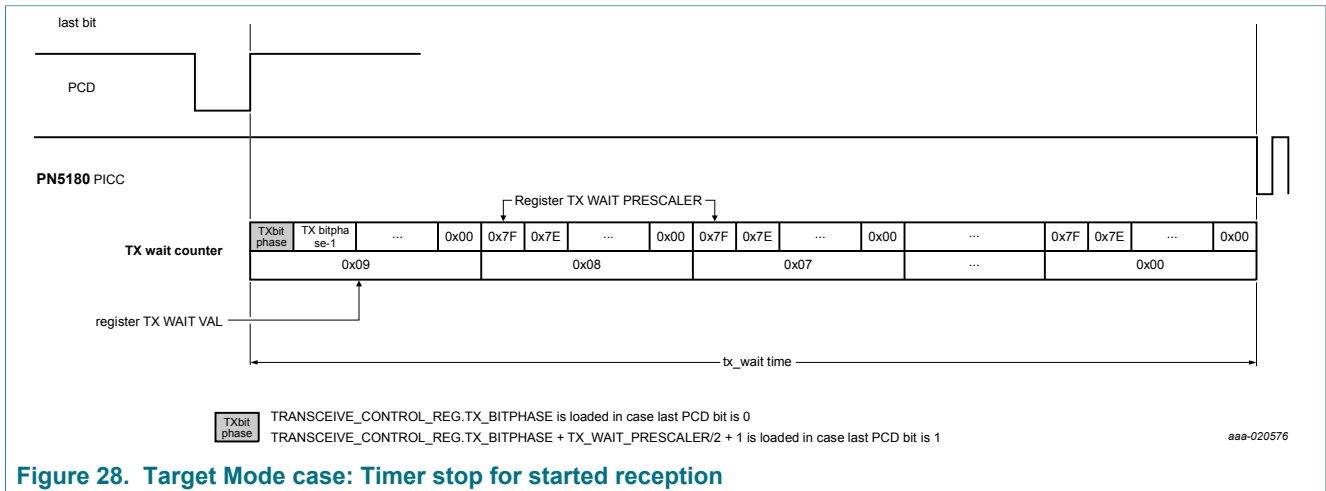 last bit
PCD
PN5180 PICC
Register TX WAIT PRESCALER
TX wait counter
TXbit phase TX bitpha se-1 ... 0x00 0x7F 0x7E ... 0x00 0x7F 0x7E ... 0x00 ... 0x7F 0x7E ... 0x00
0x09 0x08 0x07 ... 0x00
register TX WAIT VAL
tx_wait time
TXbit phase
TRANSCEIVE_CONTROL_REG.TX_BITPHASE is loaded in case last PCD bit is 0
TRANSCEIVE_CONTROL_REG.TX_BITPHASE + TX_WAIT_PRESCALER/2 + 1 is loaded in case last PCD bit is 1
aaa-020576
Figure 28. Target Mode case: Timer stop for started reception